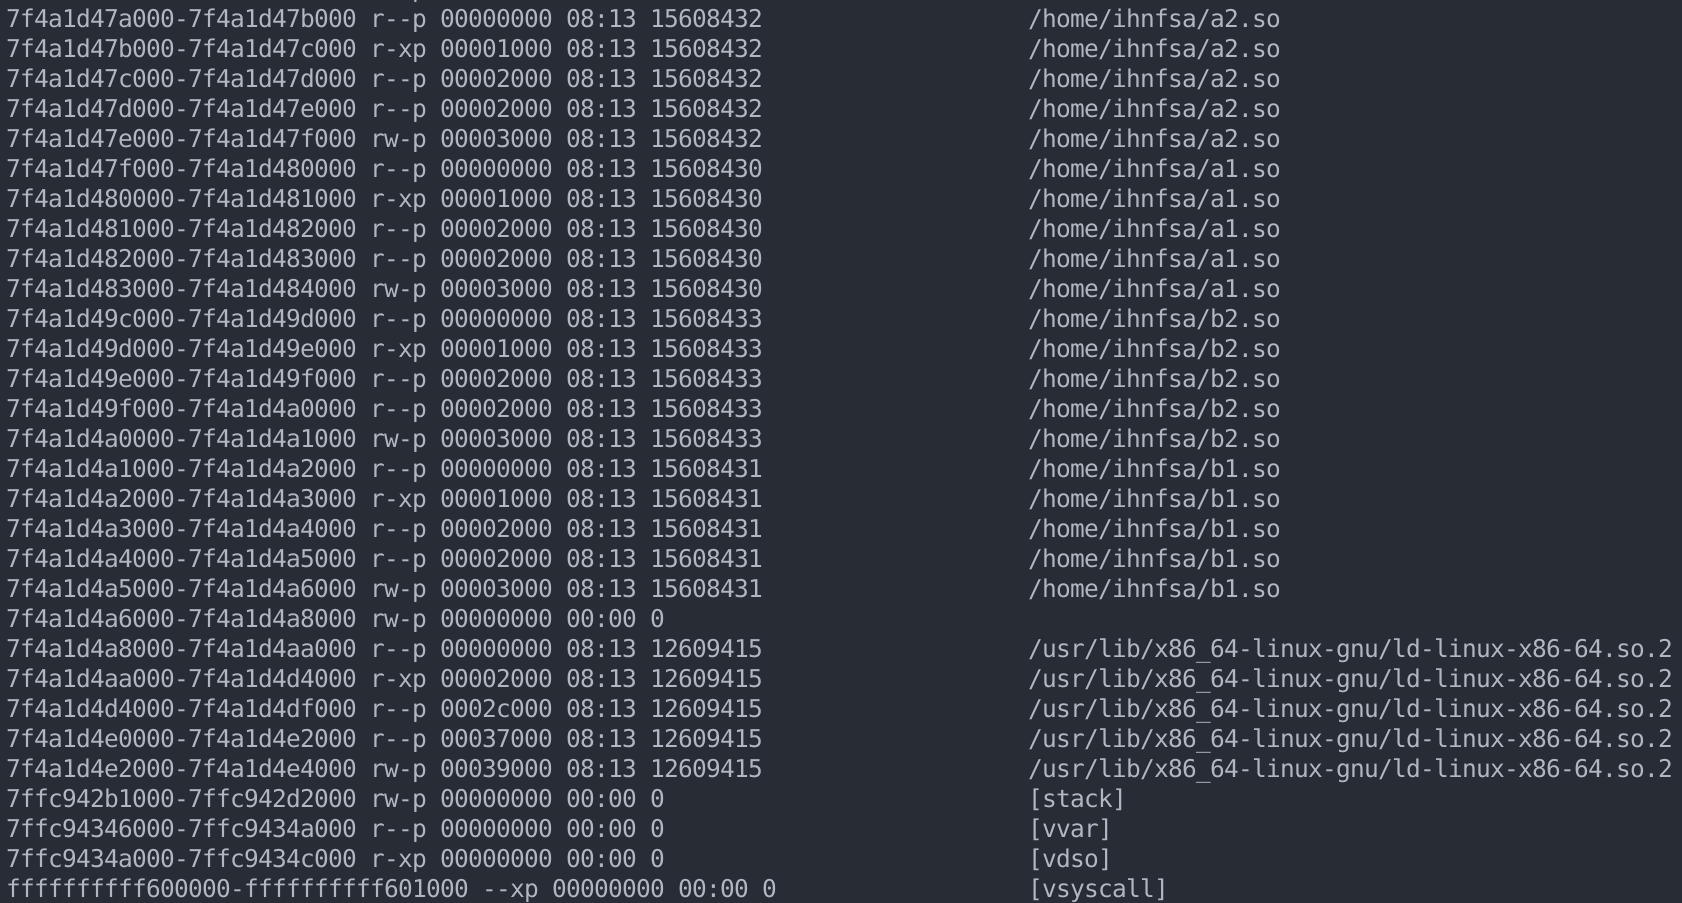 7f4a1d47a000-7f4a1d47b000 r--p 00000000 08:13 15608432 /home/ihnfsa/a2.so
7f4a1d47b000-7f4a1d47c000 r-xp 00001000 08:13 15608432 /home/ihnfsa/a2.so
7f4a1d47c000-7f4a1d47d000 r--p 00002000 08:13 15608432 /home/ihnfsa/a2.so
7f4a1d47d000-7f4a1d47e000 r--p 00002000 08:13 15608432 /home/ihnfsa/a2.so
7f4a1d47e000-7f4a1d47f000 rw-p 00003000 08:13 15608432 /home/ihnfsa/a2.so
7f4a1d47f000-7f4a1d480000 r--p 00000000 08:13 15608430 /home/ihnfsa/a1.so
7f4a1d480000-7f4a1d481000 r-xp 00001000 08:13 15608430 /home/ihnfsa/a1.so
7f4a1d481000-7f4a1d482000 r--p 00002000 08:13 15608430 /home/ihnfsa/a1.so
7f4a1d482000-7f4a1d483000 r--p 00002000 08:13 15608430 /home/ihnfsa/a1.so
7f4a1d483000-7f4a1d484000 rw-p 00003000 08:13 15608430 /home/ihnfsa/a1.so
7f4a1d49c000-7f4a1d49d000 r--p 00000000 08:13 15608433 /home/ihnfsa/b2.so
7f4a1d49d000-7f4a1d49e000 r-xp 00001000 08:13 15608433 /home/ihnfsa/b2.so
7f4a1d49e000-7f4a1d49f000 r--p 00002000 08:13 15608433 /home/ihnfsa/b2.so
7f4a1d49f000-7f4a1d4a0000 r--p 00002000 08:13 15608433 /home/ihnfsa/b2.so
7f4a1d4a0000-7f4a1d4a1000 rw-p 00003000 08:13 15608433 /home/ihnfsa/b2.so
7f4a1d4a1000-7f4a1d4a2000 r--p 00000000 08:13 15608431 /home/ihnfsa/b1.so
7f4a1d4a2000-7f4a1d4a3000 r-xp 00001000 08:13 15608431 /home/ihnfsa/b1.so
7f4a1d4a3000-7f4a1d4a4000 r--p 00002000 08:13 15608431 /home/ihnfsa/b1.so
7f4a1d4a4000-7f4a1d4a5000 r--p 00002000 08:13 15608431 /home/ihnfsa/b1.so
7f4a1d4a5000-7f4a1d4a6000 rw-p 00003000 08:13 15608431 /home/ihnfsa/b1.so
7f4a1d4a6000-7f4a1d4a8000 rw-p 00000000 00:00 0
7f4a1d4a8000-7f4a1d4aa000 r--p 00000000 08:13 12609415 /usr/lib/x86_64-linux-gnu/ld-linux-x86-64.so.2
7f4a1d4aa000-7f4a1d4d4000 r-xp 00002000 08:13 12609415 /usr/lib/x86_64-linux-gnu/ld-linux-x86-64.so.2
7f4a1d4d4000-7f4a1d4df000 r--p 0002c000 08:13 12609415 /usr/lib/x86_64-linux-gnu/ld-linux-x86-64.so.2
7f4a1d4e0000-7f4a1d4e2000 r--p 00037000 08:13 12609415 /usr/lib/x86_64-linux-gnu/ld-linux-x86-64.so.2
7f4a1d4e2000-7f4a1d4e4000 rw-p 00039000 08:13 12609415 /usr/lib/x86_64-linux-gnu/ld-linux-x86-64.so.2
7ffc942b1000-7ffc942d2000 rw-p 00000000 00:00 0 [stack]
7ffc94346000-7ffc9434a000 r--p 00000000 00:00 0 [vvar]
7ffc9434a000-7ffc9434c000 r-xp 00000000 00:00 0 [vdso]
ffffffffff600000-ffffffffff601000 --xp 00000000 00:00 0 [vsyscall]